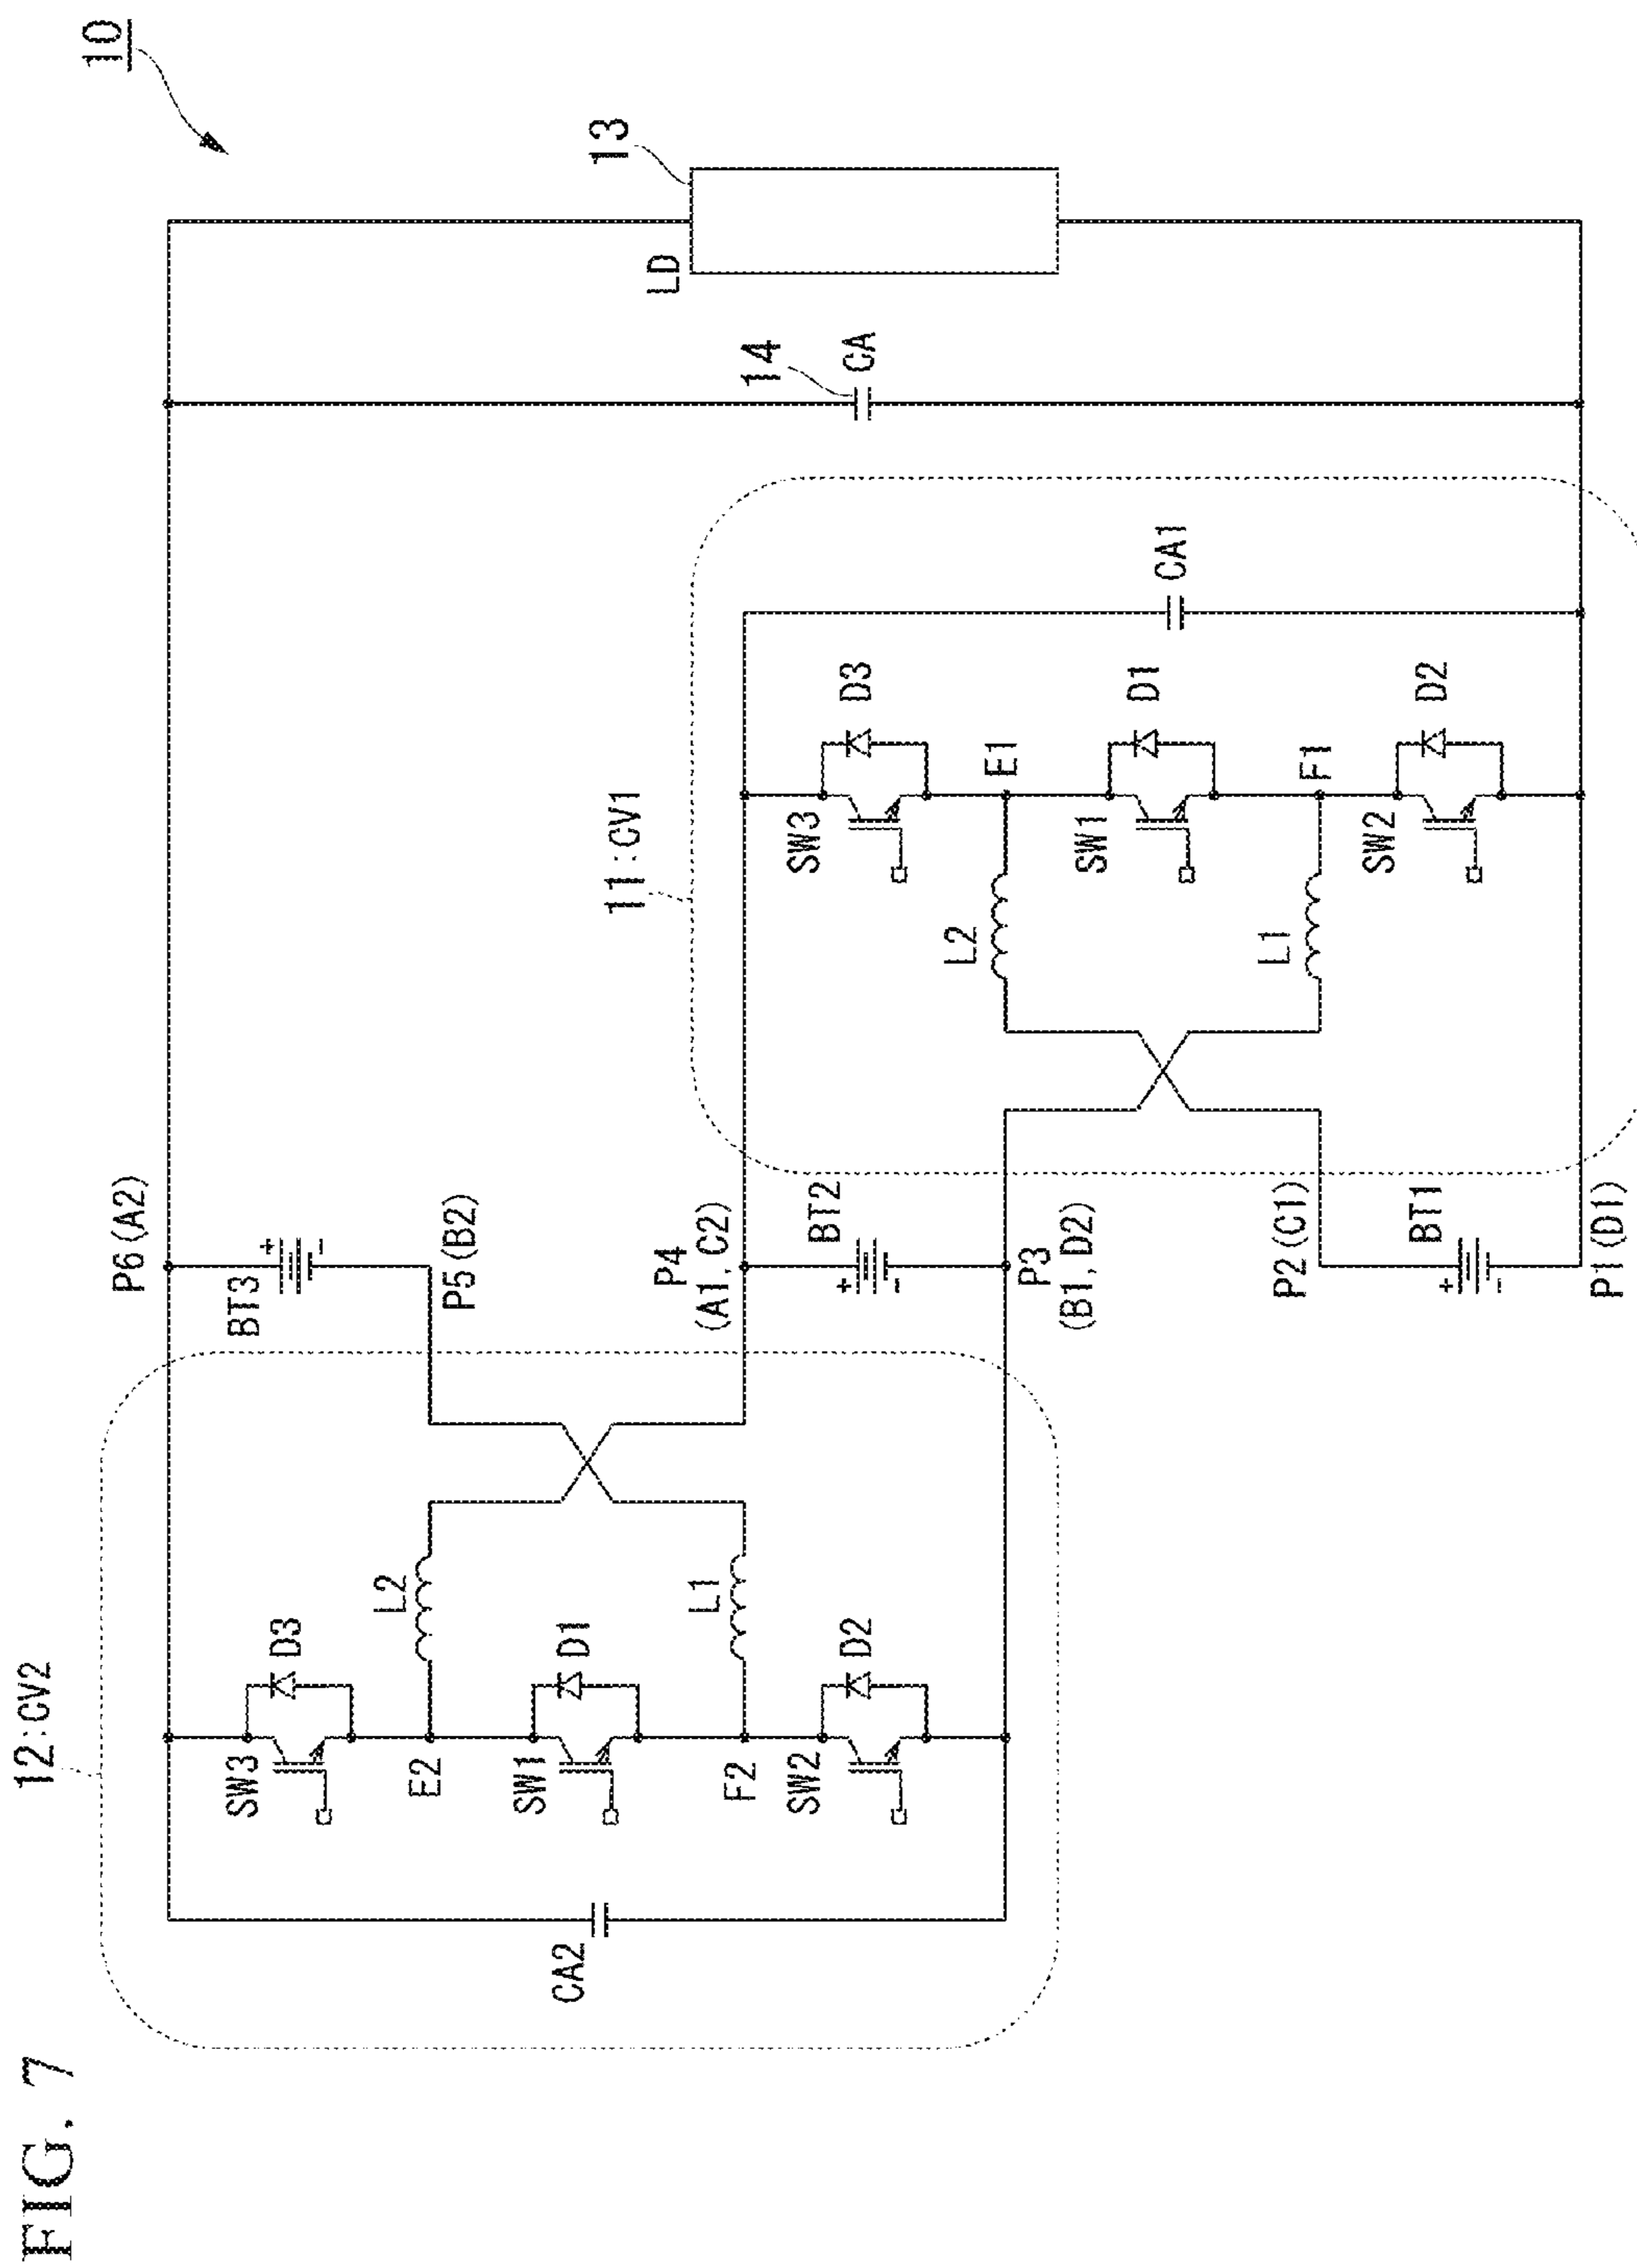 FIG. 7
10
12:CV2
CA2
SW3
D3
E2
L2
SW1
D1
F2
L1
SW2
D2
P6(A2)
BT3
+
-
P5(B2)
P4
(A1,C2)
BT2
+
-
P3
(B1,D2)
P2(C1)
BT1
+
-
P1(D1)
11:CV1
L2
L1
SW3
D3
E1
SW1
D1
F1
SW2
D2
CA1
14
CA
LD
13